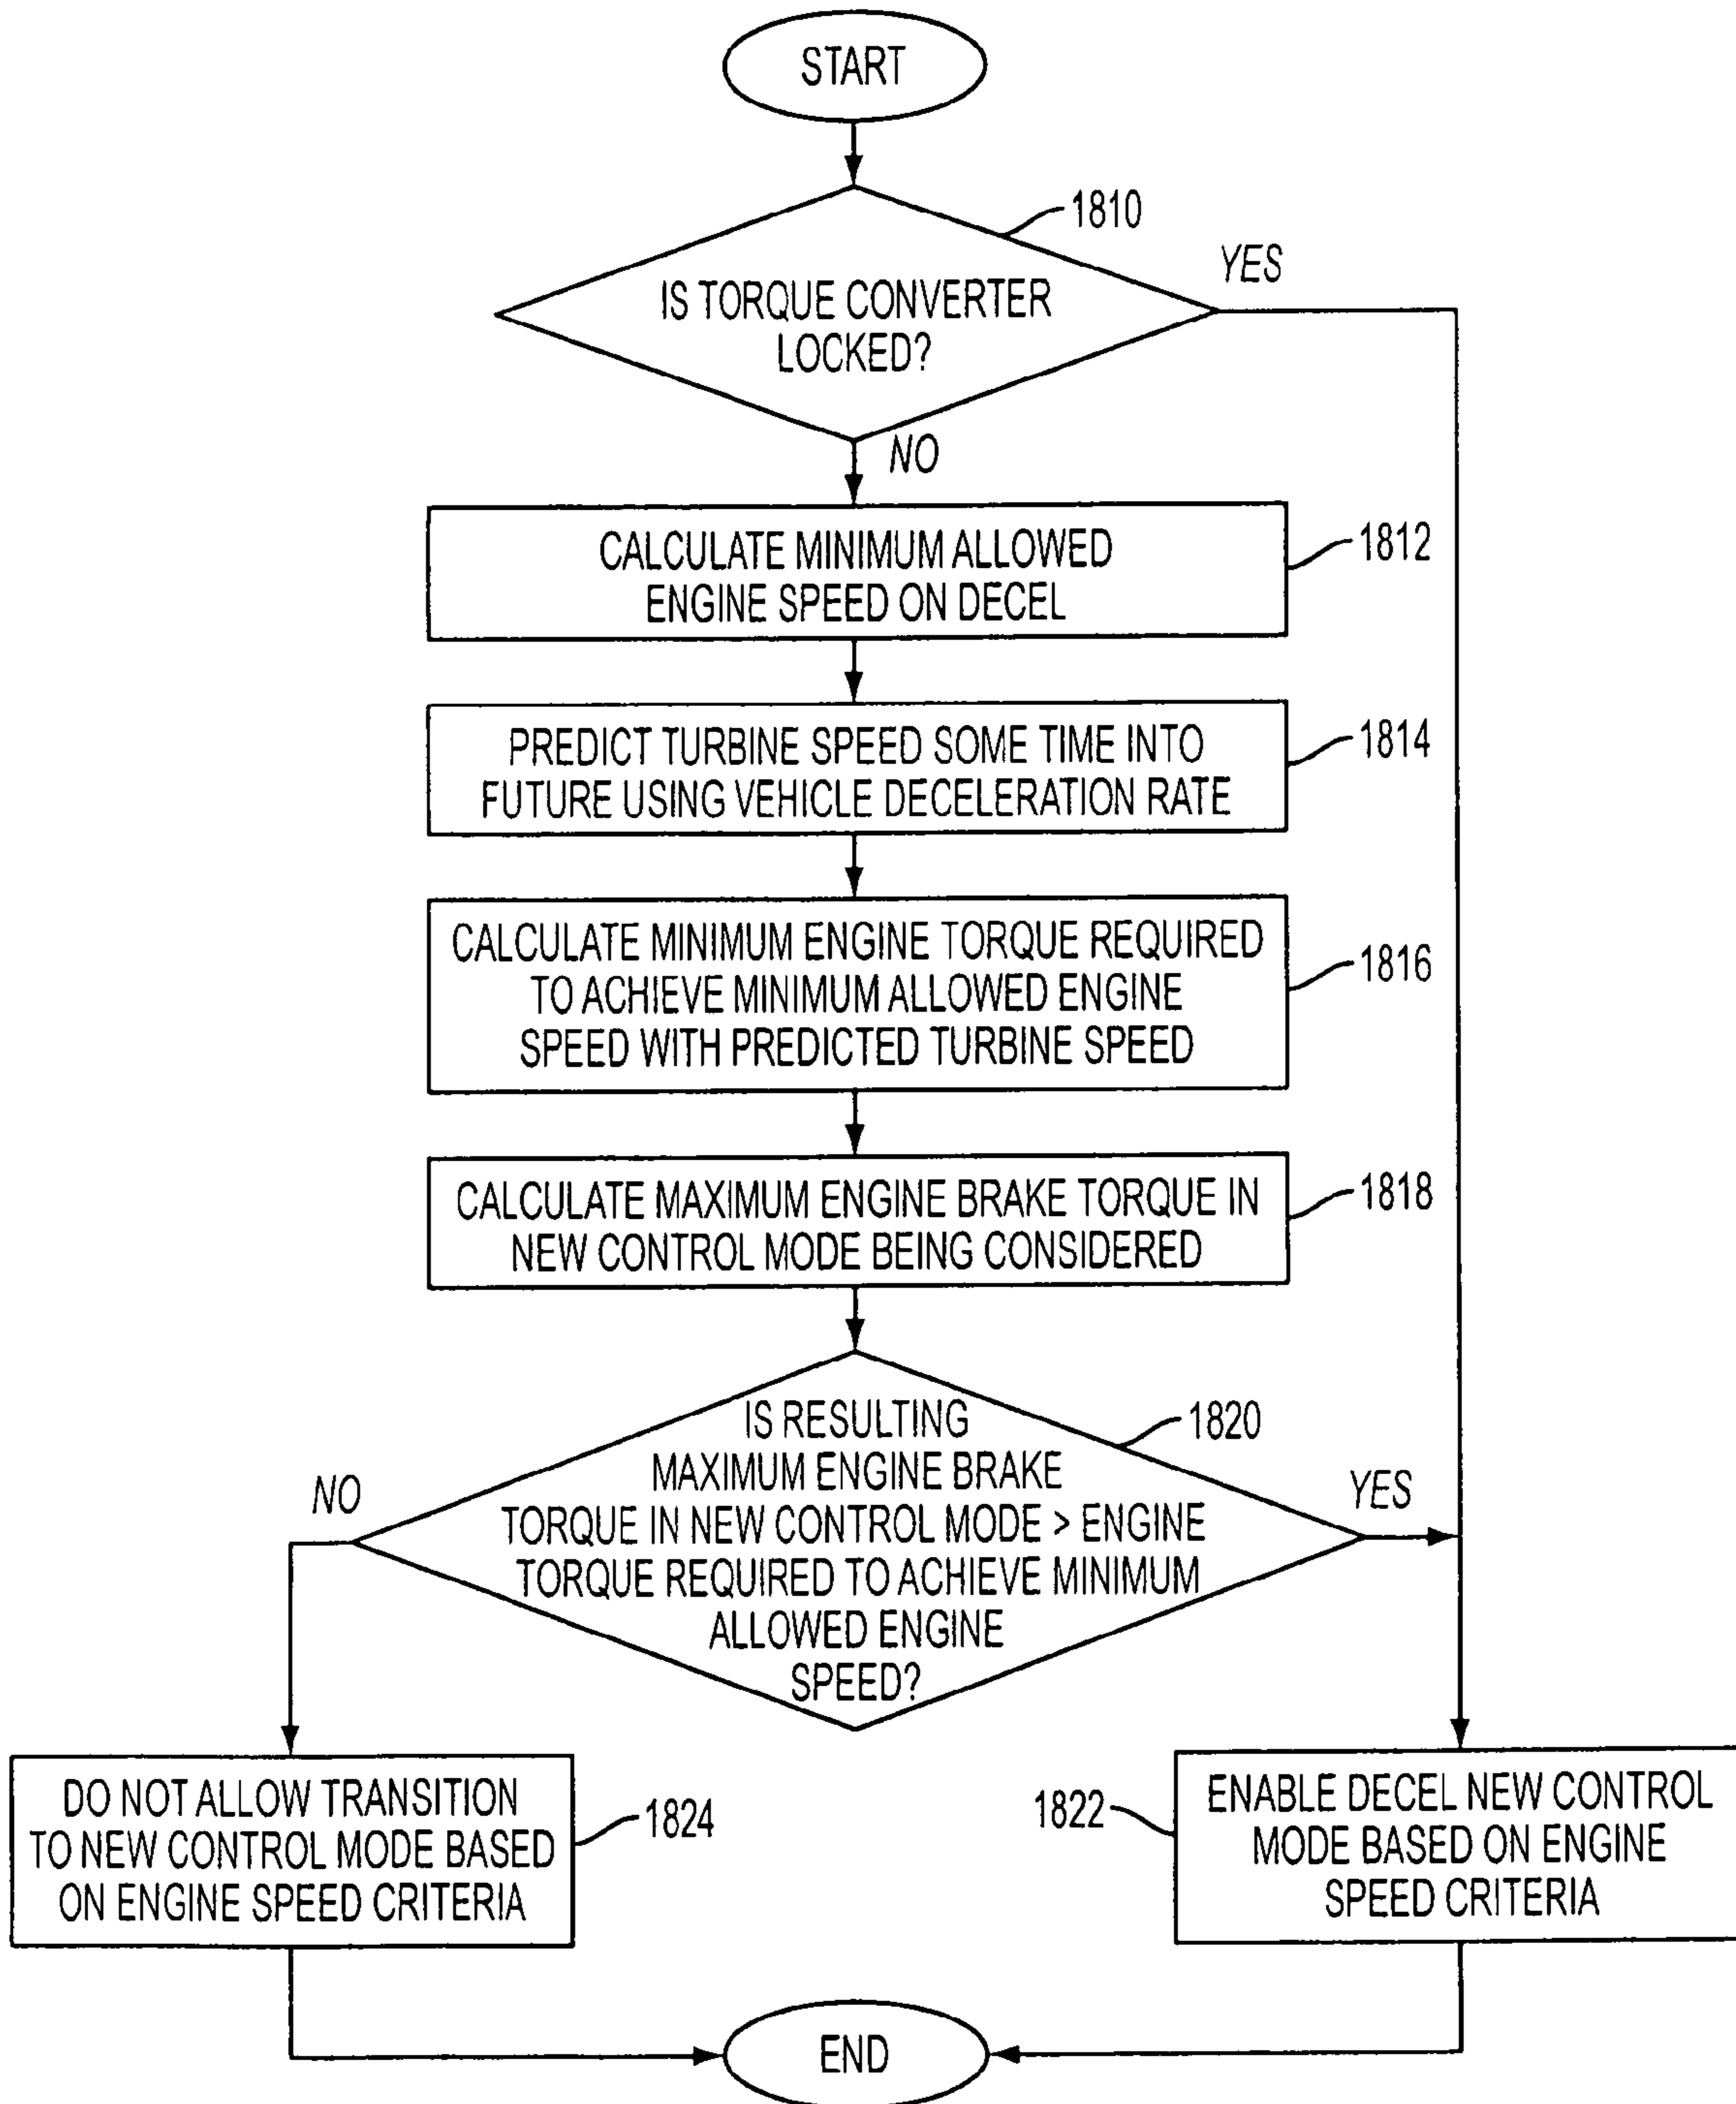 START
1810
YES
IS TORQUE CONVERTER
LOCKED?
NO
CALCULATE MINIMUM ALLOWED
ENGINE SPEED ON DECEL
1812
PREDICT TURBINE SPEED SOME TIME INTO
FUTURE USING VEHICLE DECELERATION RATE
1814
CALCULATE MINIMUM ENGINE TORQUE REQUIRED
TO ACHIEVE MINIMUM ALLOWED ENGINE
SPEED WITH PREDICTED TURBINE SPEED
1816
CALCULATE MAXIMUM ENGINE BRAKE TORQUE IN
NEW CONTROL MODE BEING CONSIDERED
1818
IS RESULTING
MAXIMUM ENGINE BRAKE
TORQUE IN NEW CONTROL MODE > ENGINE
TORQUE REQUIRED TO ACHIEVE MINIMUM
ALLOWED ENGINE
SPEED?
1820
NO
YES
DO NOT ALLOW TRANSITION
TO NEW CONTROL MODE BASED
ON ENGINE SPEED CRITERIA
1824
1822
ENABLE DECEL NEW CONTROL
MODE BASED ON ENGINE
SPEED CRITERIA
END